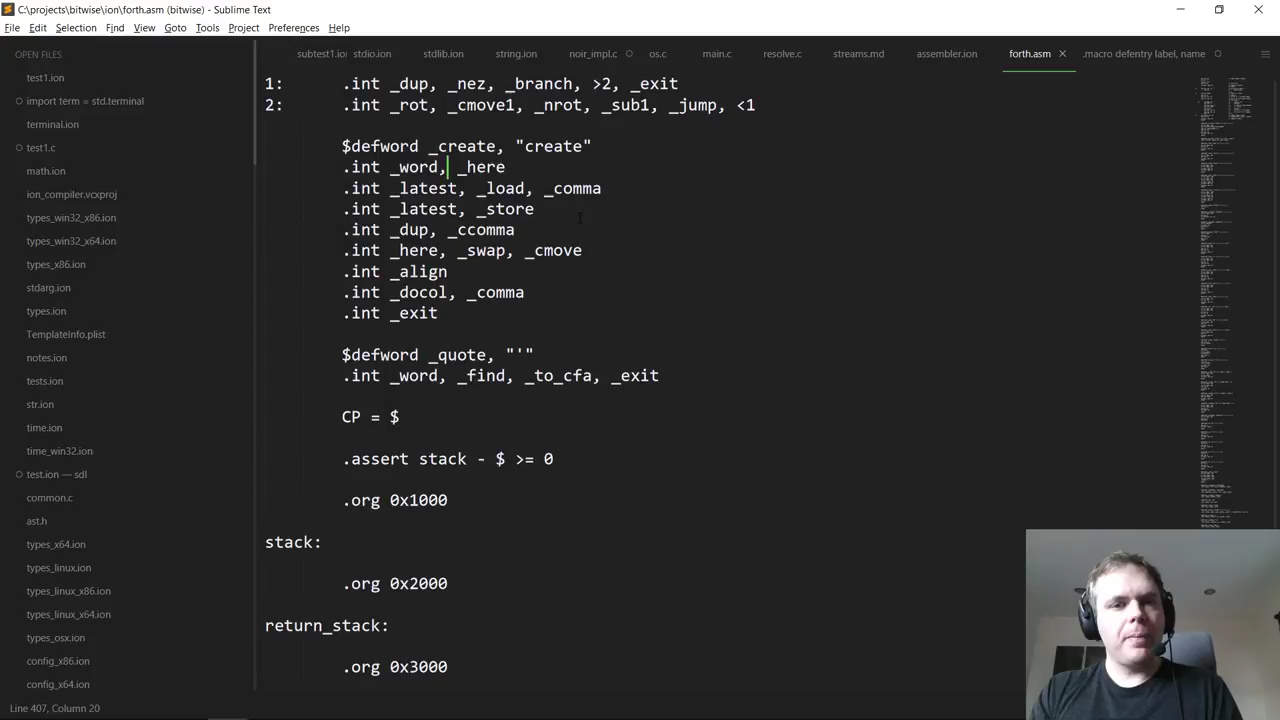 C:\projects\bitwise\ion\forth.asm (bitwise) - Sublime Text
File Edit Selection Find View Goto Tools Project Preferences Help
OPEN FILES
test1.ion
import term = std.terminal
terminal.ion
test1.c
math.ion
ion_compiler.vcxproj
types_win32_x86.ion
types_win32_x64.ion
types_x86.ion
stdarg.ion
types.ion
TemplateInfo.plist
notes.ion
tests.ion
str.ion
time.ion
time_win32.ion
test.ion — sdl
common.c
ast.h
types_x64.ion
types_linux.ion
types_linux_x86.ion
types_linux_x64.ion
types_osx.ion
config_x86.ion
config_x64.ion
subtest1.io stdio.ion stdlib.ion string.ion noir_impl.c os.c main.c resolve.c streams.md assembler.ion forth.asm .macro defentry label, name
1: .int _dup, _nez, _branch, >2, _exit
2: .int _rot, _cmove1, _nrot, _sub1, _jump, <1
$defword _create, "create"
.int _word, _here
.int _latest, _load, _comma
.int _latest, _store
.int _dup, _ccomma
.int _here, _swap, _cmove
.int _align
.int _docol, _comma
.int _exit
$defword _quote, "'"
.int _word, _find, _to_cfa, _exit
CP = $
.assert stack - $ >= 0
.org 0x1000
stack:
.org 0x2000
return_stack:
.org 0x3000
Line 407, Column 20